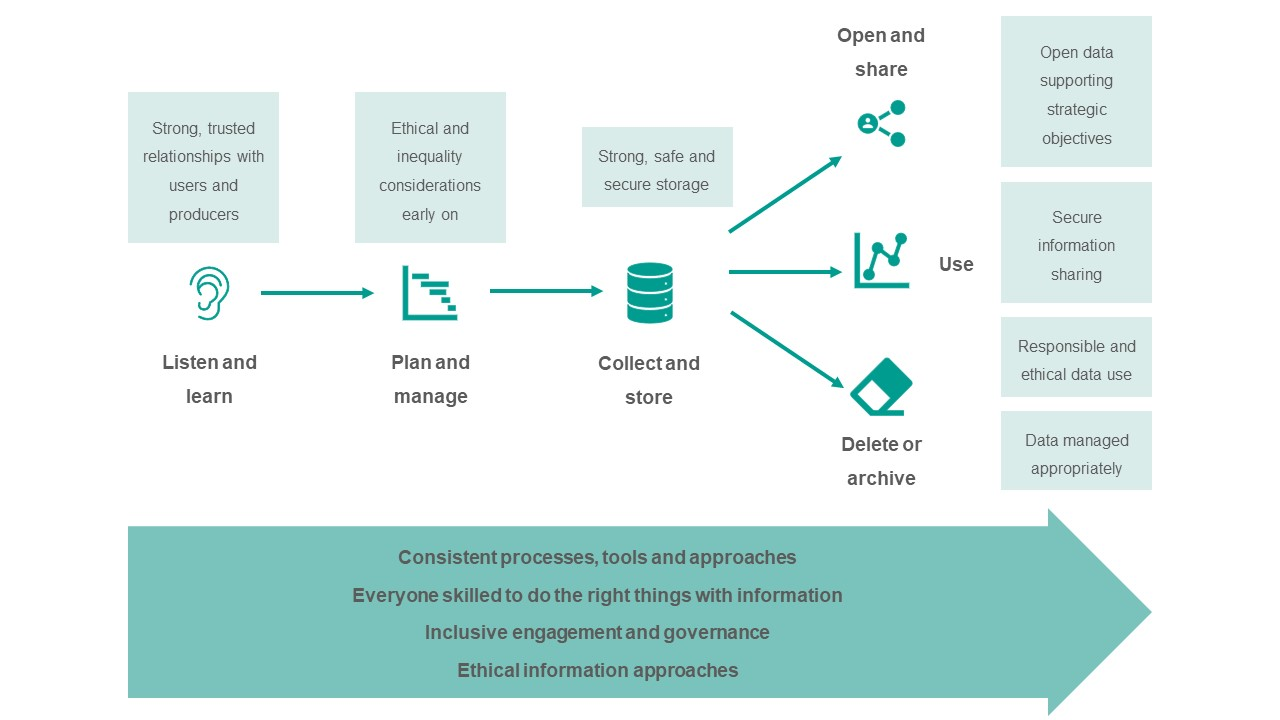 Strong, trusted
relationships with
users and
producers
Listen and
learn
Ethical and
inequality
considerations
early on
Plan and
manage
Strong, safe and
secure storage
Collect and
store
Open and
share
Use
Delete or
archive
Open data
supporting
strategic
objectives
Secure
information
sharing
Responsible and
ethical data use
Data managed
appropriately
Consistent processes, tools and approaches
Everyone skilled to do the right things with information
Inclusive engagement and governance
Ethical information approaches